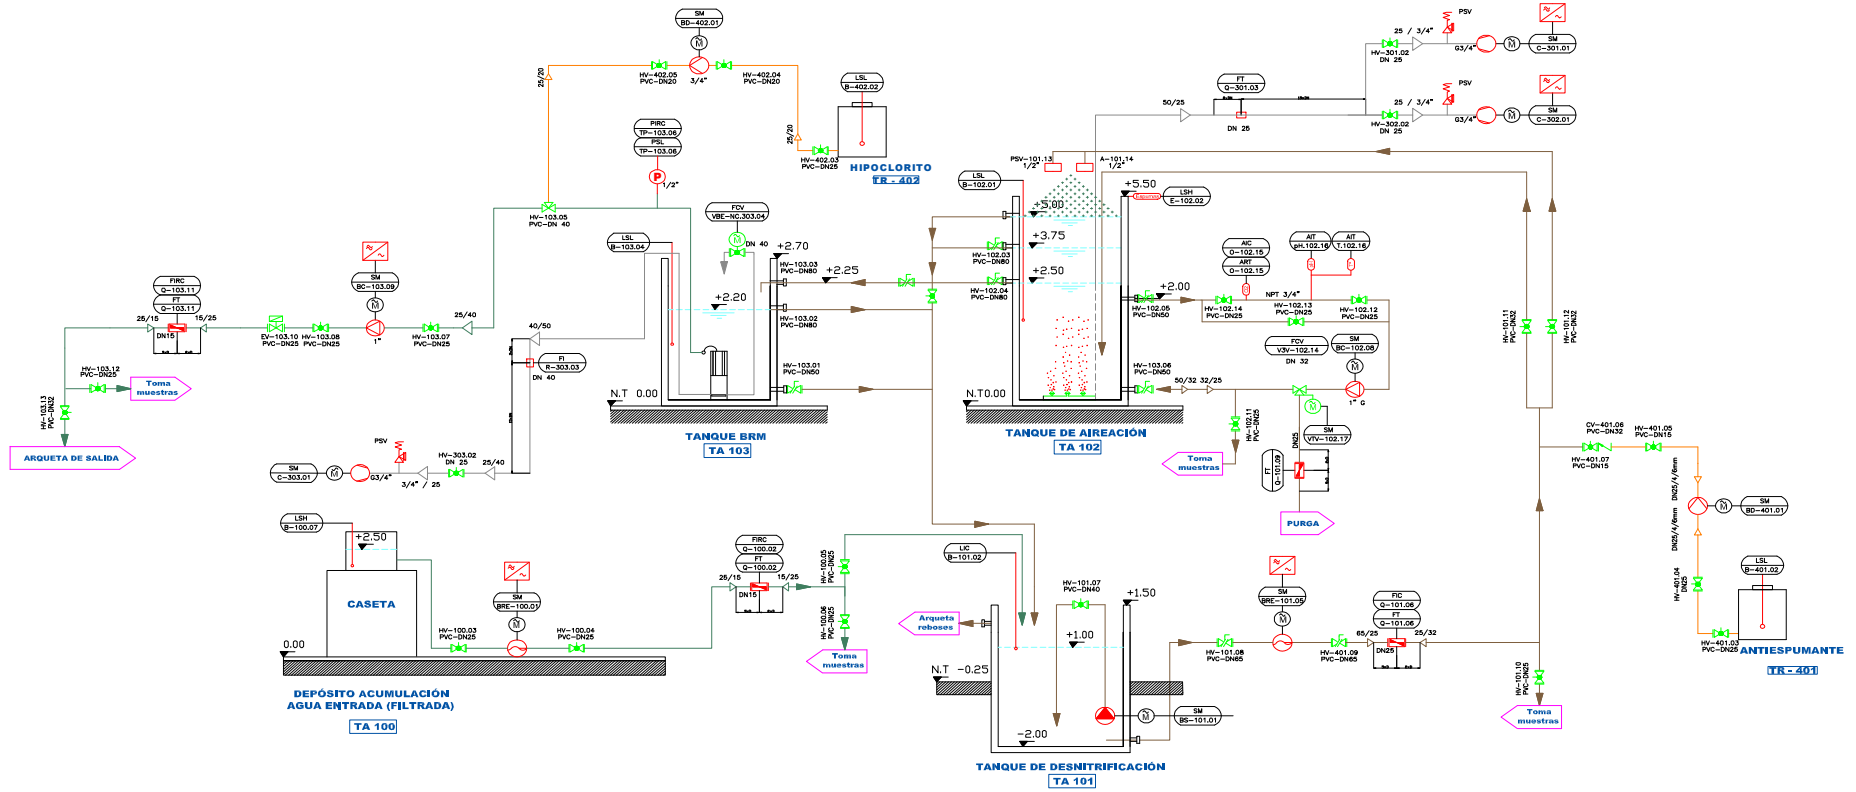 SM
BD-402.01
M
HV-402.05
PVC-DN20
3/4"
HV-402.04
PVC-DN20
25/20
25/20
LSL
B-402.02
HV-402.03
PVC-DN25
HIPOCLORITO
TR - 402
PIRC
TP-103.06
PSL
TP-103.06
P
1/2"
HV-103.05
PVC-DN 40
FCV
VBE-NC.303.04
M
DN 40
LSL
B-103.04
+2.70
HV-103.03
PVC-DN80
+2.25
+2.20
HV-103.02
PVC-DN80
HV-103.01
PVC-DN50
N.T 0.00
TANQUE BRM
TA 103
SM
BC-103.09
M
1"
FIRC
Q-103.11
FT
Q-103.11
25/15
15/25
DN15
EV-103.10
PVC-DN25
HV-103.08
PVC-DN25
HV-103.07
PVC-DN25
25/40
40/50
FI
R-303.03
DN 40
HV-103.12
PVC-DN25
Toma
muestras
HV-103.13
PVC-DN32
ARQUETA DE SALIDA
SM
C-303.01
M
G3/4"
PSV
3/4" / 25
HV-303.02
DN 25
25/40
LSH
B-100.07
+2.50
CASETA
0.00
DEPÓSITO ACUMULACIÓN
AGUA ENTRADA (FILTRADA)
TA 100
HV-100.03
PVC-DN25
SM
BRE-100.01
M
HV-100.04
PVC-DN25
FIRC
Q-100.02
FT
Q-100.02
25/15
15/25
DN15
HV-100.05
PVC-DN25
HV-100.06
PVC-DN25
Toma
muestras
PSV
25 / 3/4"
HV-301.02
DN 25
G3/4"
M
SM
C-301.01
PSV
25 / 3/4"
HV-302.02
DN 25
G3/4"
M
SM
C-302.01
FT
Q-301.03
50/25
DN 25
PSV-101.13
1/2"
A-101.14
1/2"
LSL
B-102.01
+5.50
LSH
E-102.02
+5.00
+3.75
+2.50
HV-102.03
PVC-DN80
HV-102.04
PVC-DN80
N.T0.00
TANQUE DE AIREACIÓN
TA 102
+2.00
HV-102.05
PVC-DN50
AIC
O-102.15
ART
O-102.15
AIT
pH.102.16
AIT
T.102.16
NPT 3/4"
HV-102.14
PVC-DN25
HV-102.13
PVC-DN25
HV-102.12
PVC-DN25
FCV
V3V-102.14
DN 32
SM
BC-102.08
M
1" G
HV-103.06
PVC-DN50
50/32
32/25
M
SM
VTV-102.17
HV-102.11
PVC-DN25
Toma
muestras
DN25
FT
Q-101.09
PURGA
HV-101.11
PVC-DN32
HV-101.12
PVC-DN32
CV-401.06
PVC-DN32
HV-401.05
PVC-DN15
HV-401.07
PVC-DN15
DN25/4/6mm
M
SM
BD-401.01
DN25/4/6mm
HV-401.04
DN25
LSL
B-401.02
HV-401.03
PVC-DN25
ANTIESPUMANTE
TR - 401
LIC
B-101.02
Arqueta
reboses
HV-101.07
PVC-DN40
+1.50
+1.00
N.T -0.25
-2.00
M
SM
BS-101.01
TANQUE DE DESNITRIFICACIÓN
TA 101
HV-101.08
PVC-DN65
SM
BRE-101.05
M
HV-401.09
PVC-DN65
FIC
Q-101.06
FT
Q-101.06
65/25
25/32
DN25
HV-101.10
PVC-DN25
Toma
muestras